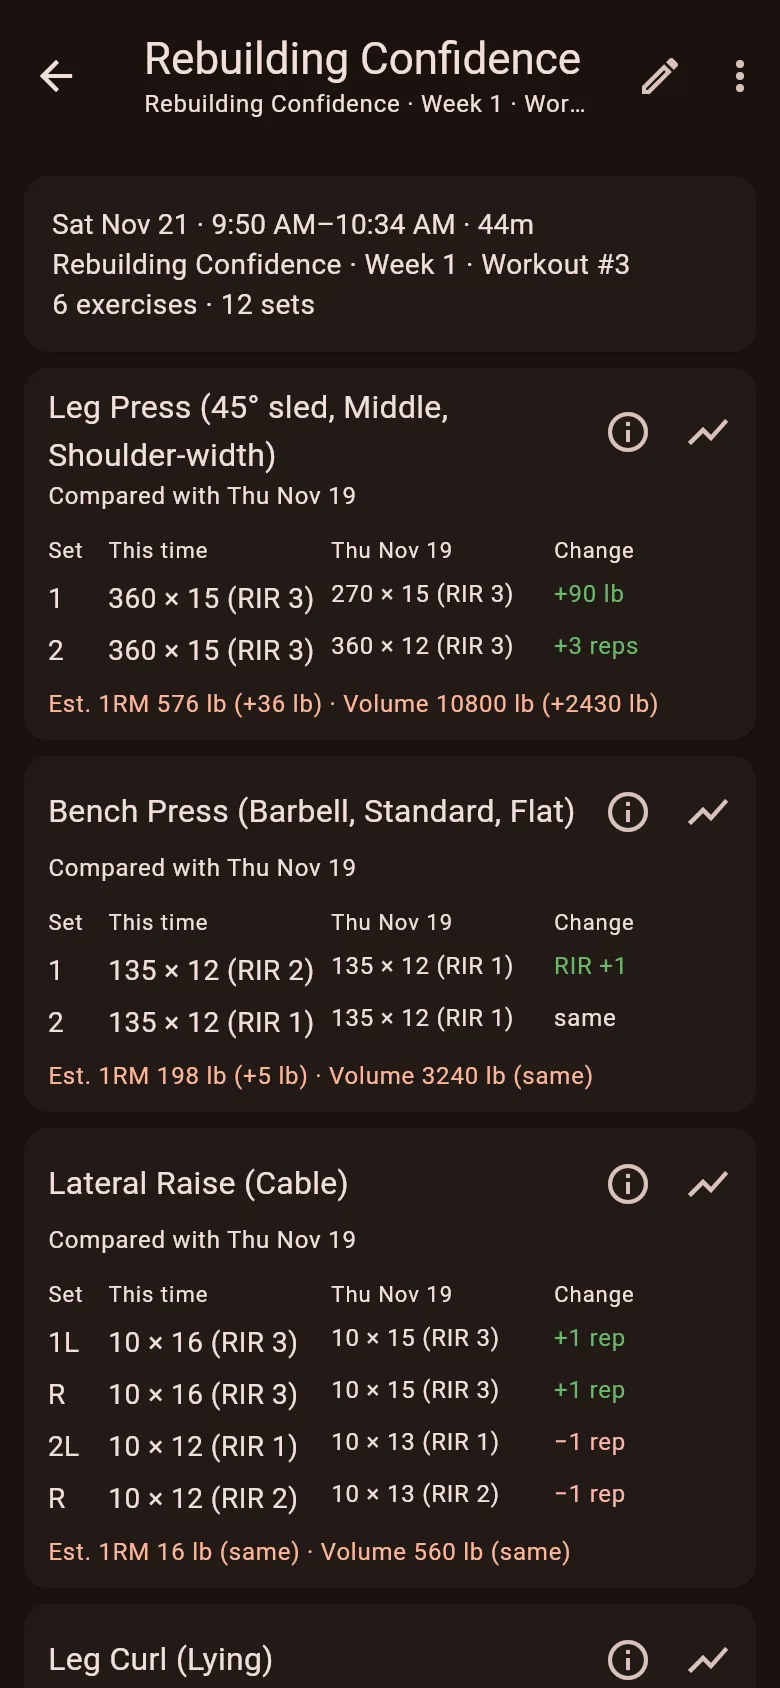 Rebuilding Confidence
Rebuilding Confidence · Week 1 · Wor…
Sat Nov 21 · 9:50 AM–10:34 AM · 44m
Rebuilding Confidence · Week 1 · Workout #3
6 exercises · 12 sets
Leg Press (45° sled, Middle,
Shoulder-width)
Compared with Thu Nov 19
Set This time Thu Nov 19 Change
1 360 × 15 (RIR 3) 270 × 15 (RIR 3) +90 lb
2 360 × 15 (RIR 3) 360 × 12 (RIR 3) +3 reps
Est. 1RM 576 lb (+36 lb) · Volume 10800 lb (+2430 lb)
Bench Press (Barbell, Standard, Flat)
Compared with Thu Nov 19
Set This time Thu Nov 19 Change
1 135 × 12 (RIR 2) 135 × 12 (RIR 1) RIR +1
2 135 × 12 (RIR 1) 135 × 12 (RIR 1) same
Est. 1RM 198 lb (+5 lb) · Volume 3240 lb (same)
Lateral Raise (Cable)
Compared with Thu Nov 19
Set This time Thu Nov 19 Change
1L 10 × 16 (RIR 3) 10 × 15 (RIR 3) +1 rep
R 10 × 16 (RIR 3) 10 × 15 (RIR 3) +1 rep
2L 10 × 12 (RIR 1) 10 × 13 (RIR 1) −1 rep
R 10 × 12 (RIR 2) 10 × 13 (RIR 2) −1 rep
Est. 1RM 16 lb (same) · Volume 560 lb (same)
Leg Curl (Lying)